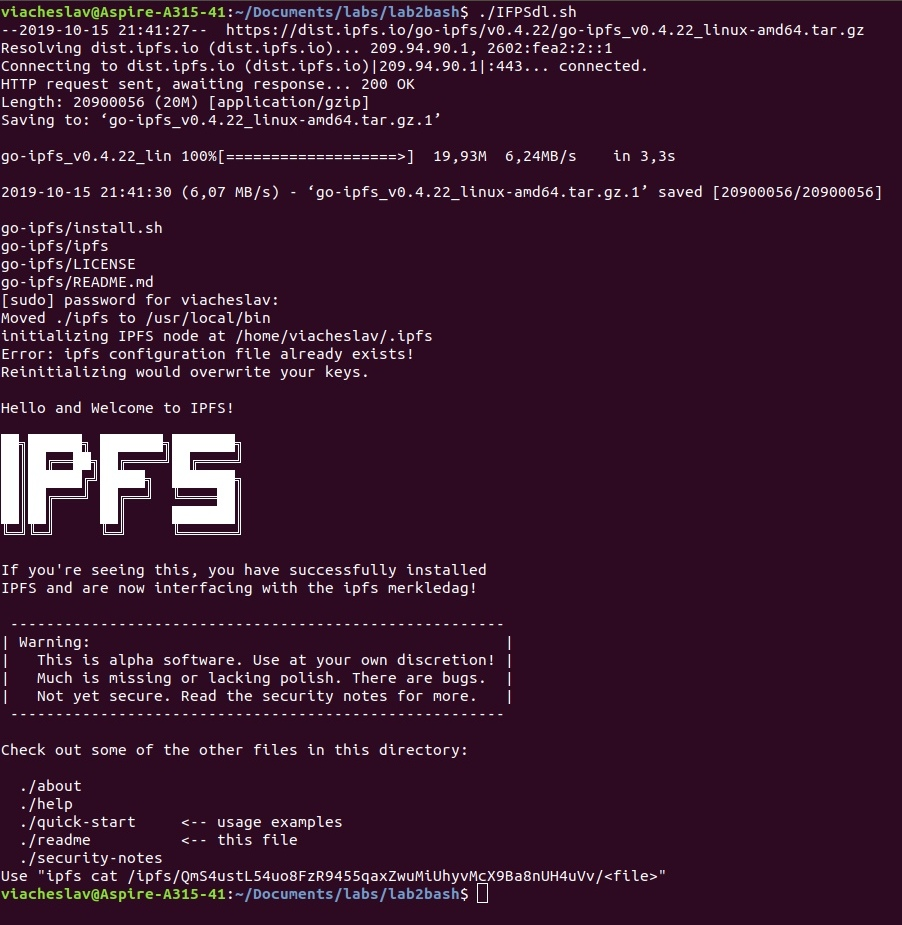 viacheslav@Aspire-A315-41:~/Documents/labs/lab2bash$ ./IFPSdl.sh
--2019-10-15 21:41:27--  https://dist.ipfs.io/go-ipfs/v0.4.22/go-ipfs_v0.4.22_linux-amd64.tar.gz
Resolving dist.ipfs.io (dist.ipfs.io)... 209.94.90.1, 2602:fea2:2::1
Connecting to dist.ipfs.io (dist.ipfs.io)|209.94.90.1|:443... connected.
HTTP request sent, awaiting response... 200 OK
Length: 20900056 (20M) [application/gzip]
Saving to: ‘go-ipfs_v0.4.22_linux-amd64.tar.gz.1’
go-ipfs_v0.4.22_lin 100%[===================>]  19,93M  6,24MB/s    in 3,3s
2019-10-15 21:41:30 (6,07 MB/s) - ‘go-ipfs_v0.4.22_linux-amd64.tar.gz.1’ saved [20900056/20900056]
go-ipfs/install.sh
go-ipfs/ipfs
go-ipfs/LICENSE
go-ipfs/README.md
[sudo] password for viacheslav:
Moved ./ipfs to /usr/local/bin
initializing IPFS node at /home/viacheslav/.ipfs
Error: ipfs configuration file already exists!
Reinitializing would overwrite your keys.
Hello and Welcome to IPFS!
IPFS
If you're seeing this, you have successfully installed
IPFS and are now interfacing with the ipfs merkledag!
-------------------------------------------------------
| Warning:                                              |
|   This is alpha software. Use at your own discretion! |
|   Much is missing or lacking polish. There are bugs.  |
|   Not yet secure. Read the security notes for more.   |
-------------------------------------------------------
Check out some of the other files in this directory:
./about
./help
./quick-start     <-- usage examples
./readme          <-- this file
./security-notes
Use "ipfs cat /ipfs/QmS4ustL54uo8FzR9455qaxZwuMiUhyvMcX9Ba8nUH4uVv/<file>"
viacheslav@Aspire-A315-41:~/Documents/labs/lab2bash$